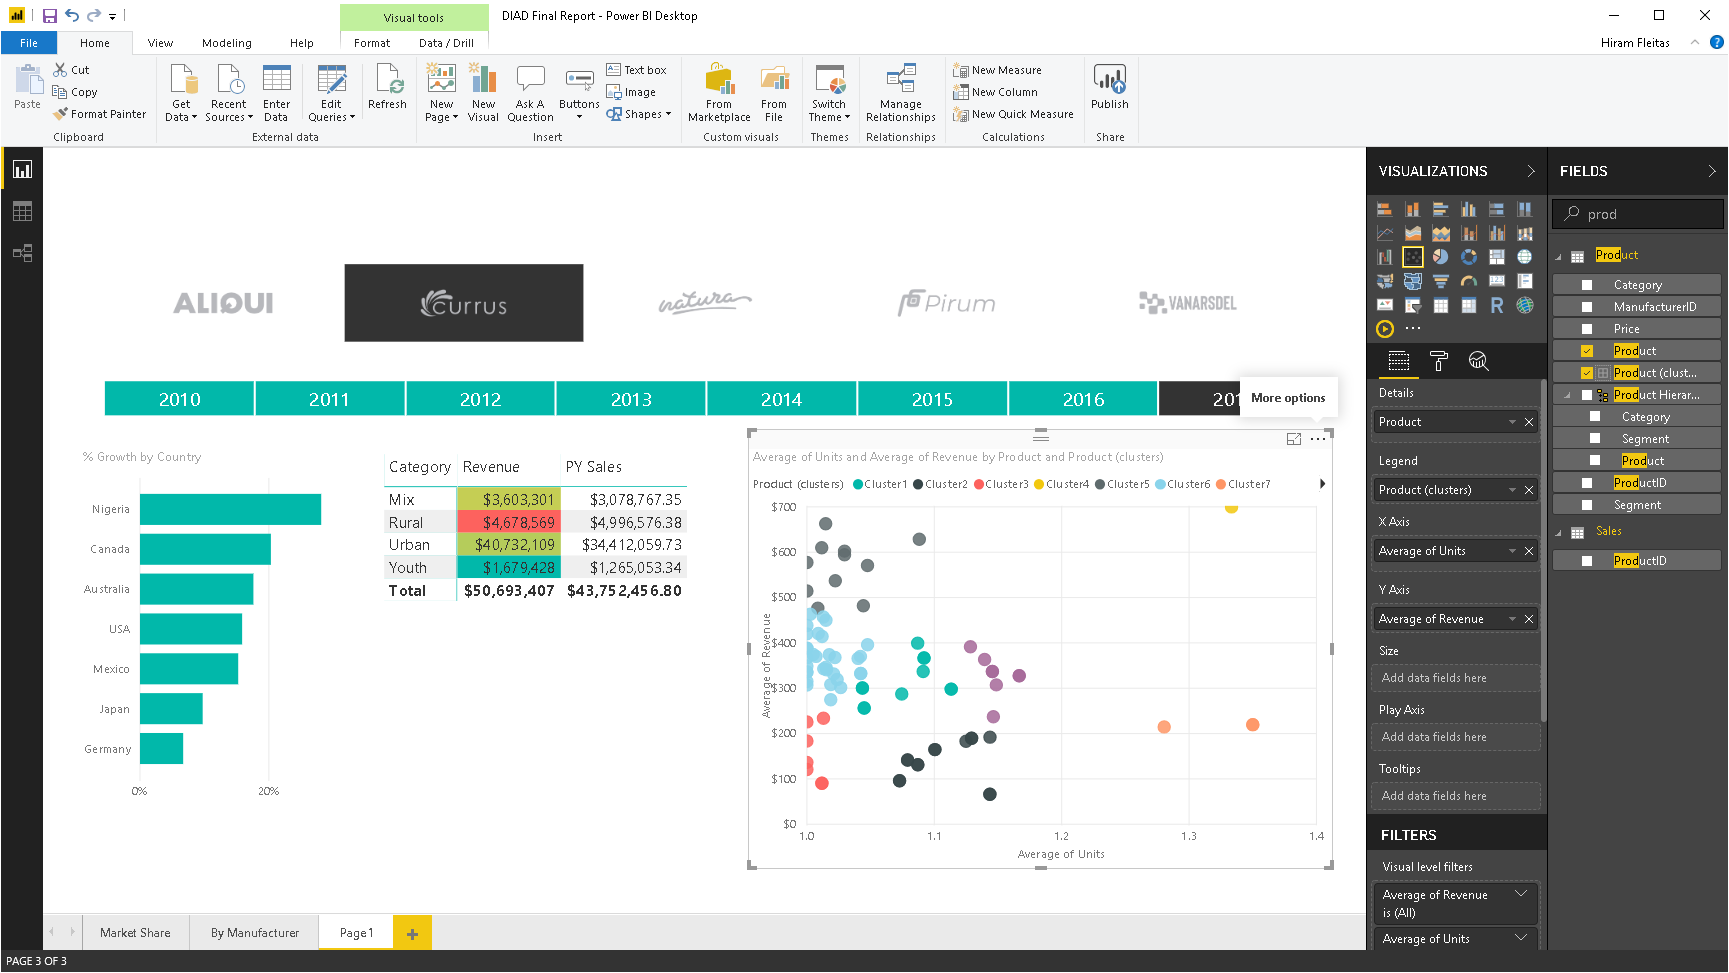 Visual tools
DIAD Final Report - Power BI Desktop
File Home View Modeling Help Format Data / Drill
Hiram Fleitas
Paste
Cut
Copy
Format Painter
Clipboard
Get Data
Recent Sources
Enter Data
Edit Queries
Refresh
External data
New Page
New Visual
Ask A Question
Buttons
Text box
Image
Shapes
Insert
From Marketplace
From File
Custom visuals
Switch Theme
Themes
Manage Relationships
Relationships
New Measure
New Column
New Quick Measure
Calculations
Publish
Share
ALIQUI
currus
natura
Pirum
VANARSDEL
2010 2011 2012 2013 2014 2015 2016 20
More options
% Growth by Country
Nigeria
Canada
Australia
USA
Mexico
Japan
Germany
0% 20%
Category Revenue PY Sales
Mix $3,603,301 $3,078,767.35
Rural $4,678,569 $4,996,576.38
Urban $40,732,109 $34,412,059.73
Youth $1,679,428 $1,265,053.34
Total $50,693,407 $43,752,456.80
Average of Units and Average of Revenue by Product and Product (clusters)
Product (clusters) Cluster1 Cluster2 Cluster3 Cluster4 Cluster5 Cluster6 Cluster7
Average of Revenue
$700
$600
$500
$400
$300
$200
$100
$0
1.0 1.1 1.2 1.3 1.4
Average of Units
VISUALIZATIONS
R
Details
Product
Legend
Product (clusters)
X Axis
Average of Units
Y Axis
Average of Revenue
Size
Add data fields here
Play Axis
Add data fields here
Tooltips
Add data fields here
FILTERS
Visual level filters
Average of Revenue
is (All)
Average of Units
FIELDS
prod
Product
Category
ManufacturerID
Price
Product
Product (clust...
Product Hierar...
Category
Segment
Product
ProductID
Segment
Sales
ProductID
Market Share By Manufacturer Page1 +
PAGE 3 OF 3